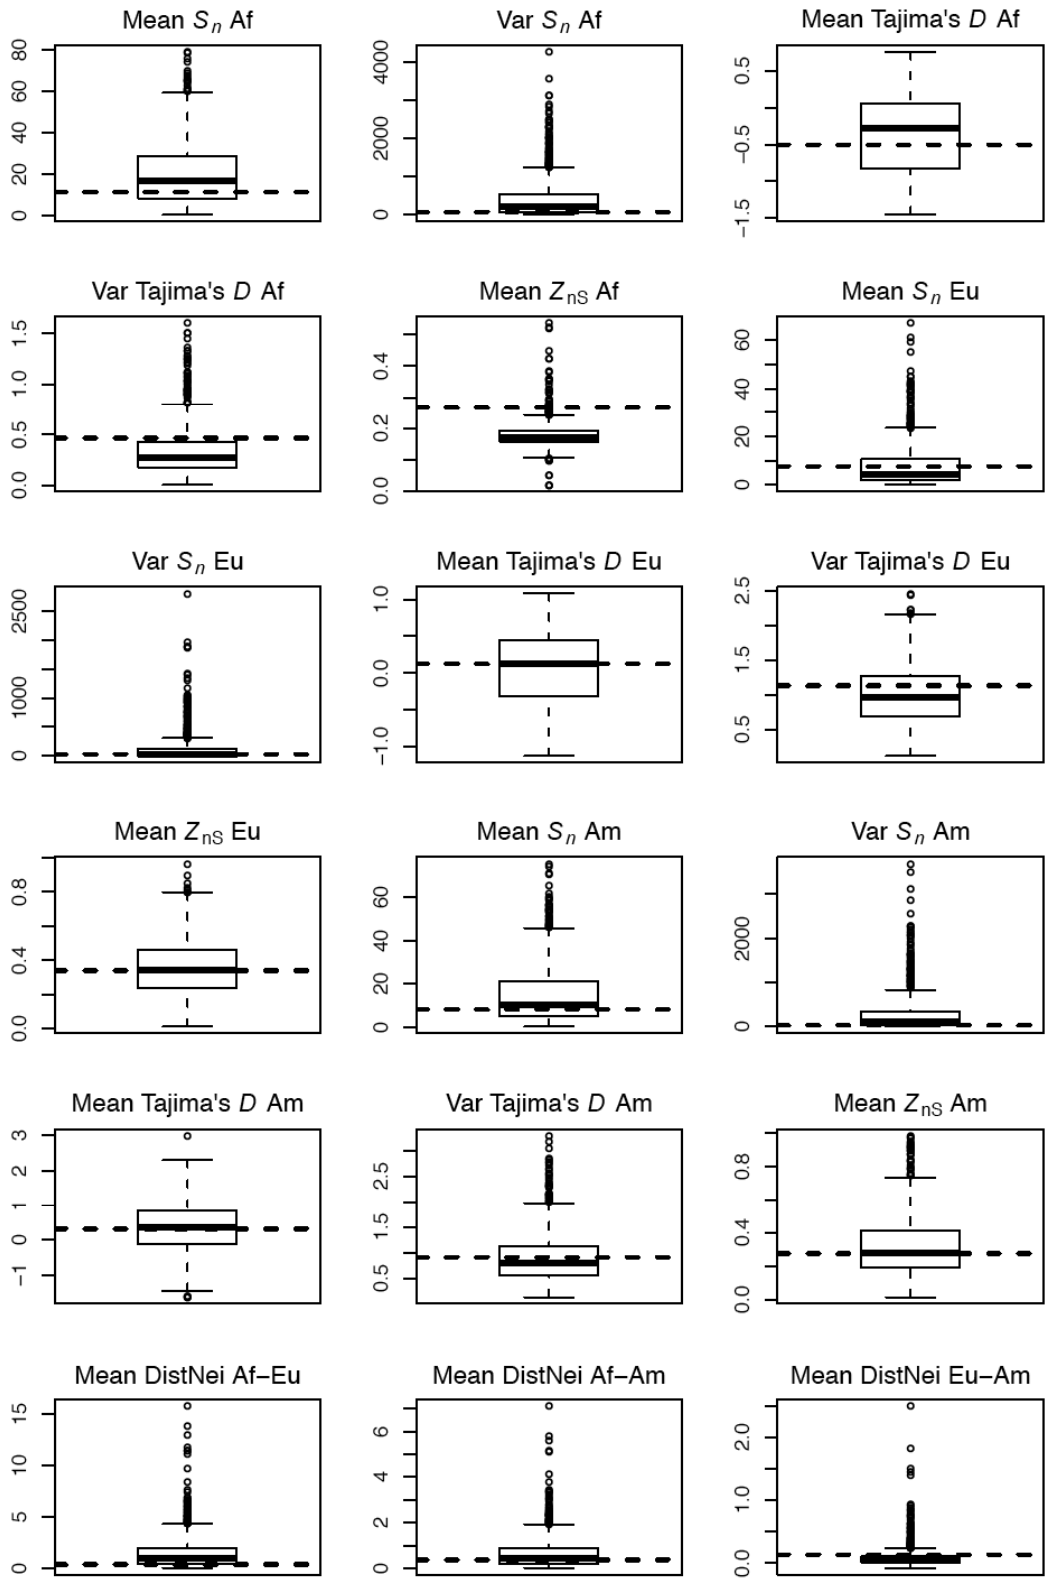 Mean Sn Af
Var Sn Af
Mean Tajima's D Af
0 20 40 60 80
0 2000 4000
−1.5 −0.5 0.5
Var Tajima's D Af
Mean ZnS Af
Mean Sn Eu
0.0 0.5 1.0 1.5
0.0 0.2 0.4
0 20 40 60
Var Sn Eu
Mean Tajima's D Eu
Var Tajima's D Eu
0 1000 2500
−1.0 0.0 1.0
0.5 1.5 2.5
Mean ZnS Eu
Mean Sn Am
Var Sn Am
0.0 0.4 0.8
0 20 40 60
0 2000
Mean Tajima's D Am
Var Tajima's D Am
Mean ZnS Am
−1 0 1 2 3
0.5 1.5 2.5
0.0 0.4 0.8
Mean DistNei Af−Eu
Mean DistNei Af−Am
Mean DistNei Eu−Am
0 5 10 15
0 2 4 6
0.0 1.0 2.0